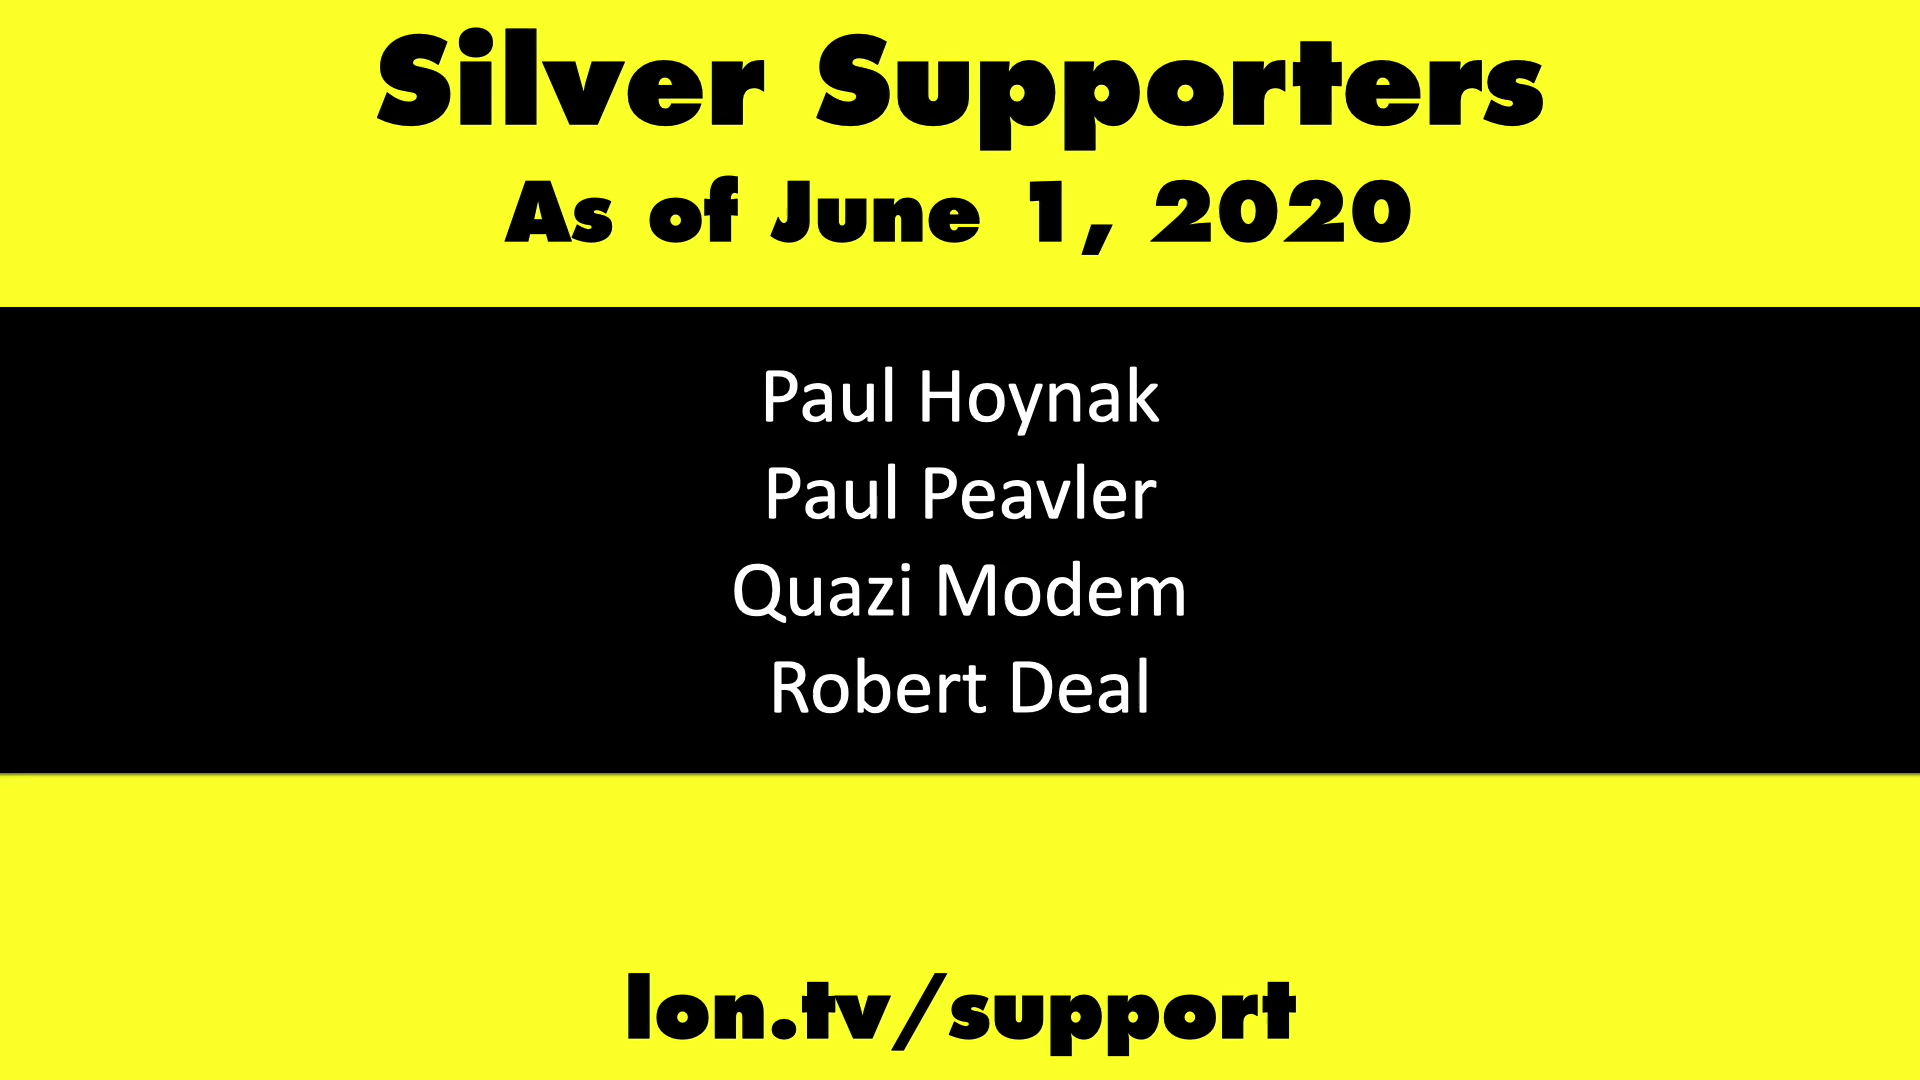 Silver Supporters
As of June 1, 2020
Paul Hoynak
Paul Peavler
Quazi Modem
Robert Deal
lon.tv/support